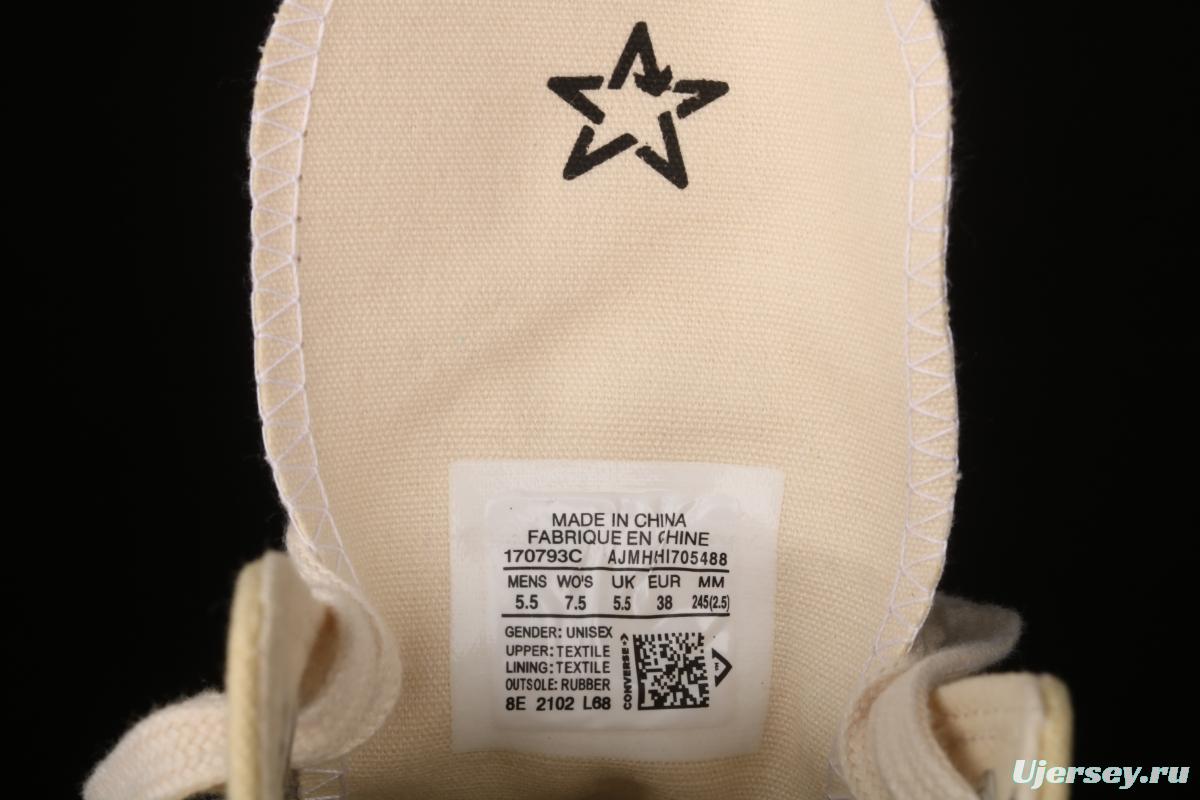 MADE IN CHINA
FABRIQUE EN CHINE
170793C AJMHHI705488
MENS WO'S UK EUR MM
5.5 7.5 5.5 38 245(2.5)
GENDER: UNISEX
UPPER: TEXTILE
LINING: TEXTILE
OUTSOLE: RUBBER
8E 2102 L68
CONVERSE
Ujersey.ru